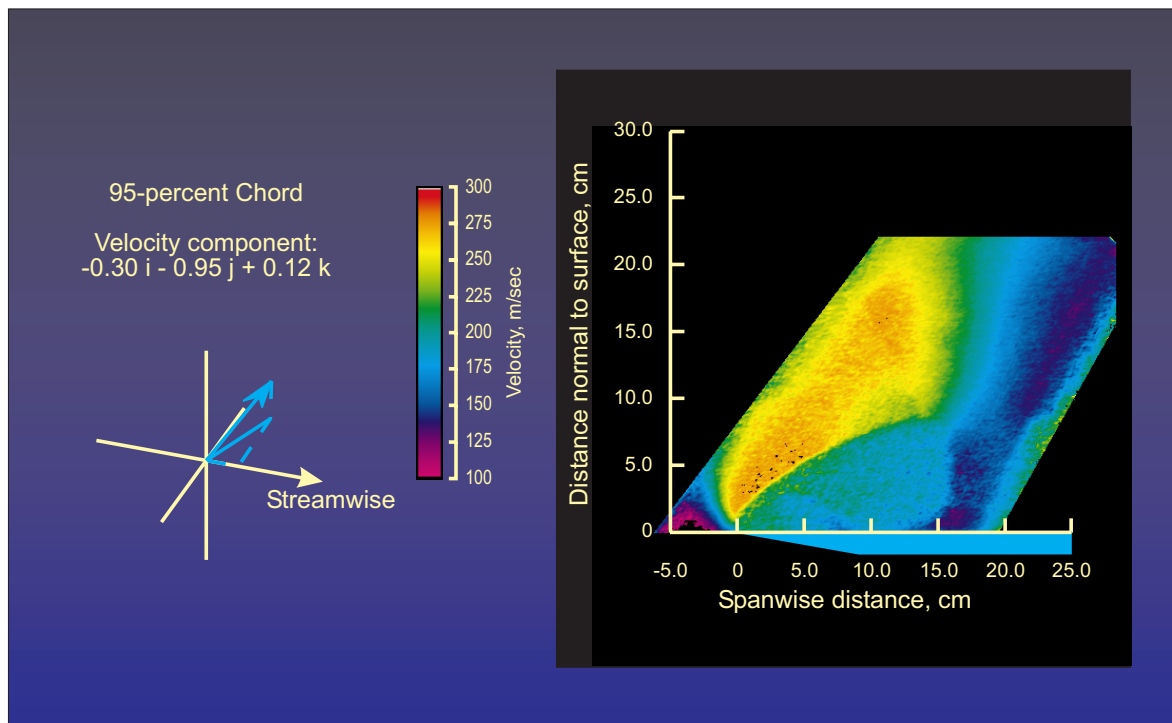 95-percent Chord
Velocity component:
-0.30 i - 0.95 j + 0.12 k
Streamwise
300
275
250
225
200
175
150
125
100
Velocity, m/sec
Distance normal to surface, cm
30.0
25.0
20.0
15.0
10.0
5.0
0
-5.0 0 5.0 10.0 15.0 20.0 25.0
Spanwise distance, cm